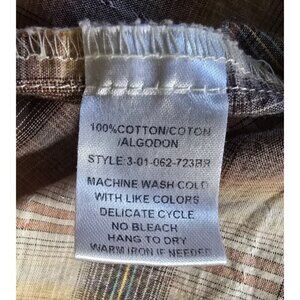 100%COTTON/COTON
/ALGODON
STYLE:3-01-062-723BR
MACHINE WASH COLD
WITH LIKE COLORS
DELICATE CYCLE
NO BLEACH
HANG TO DRY
WARM IRON IF NEEDED